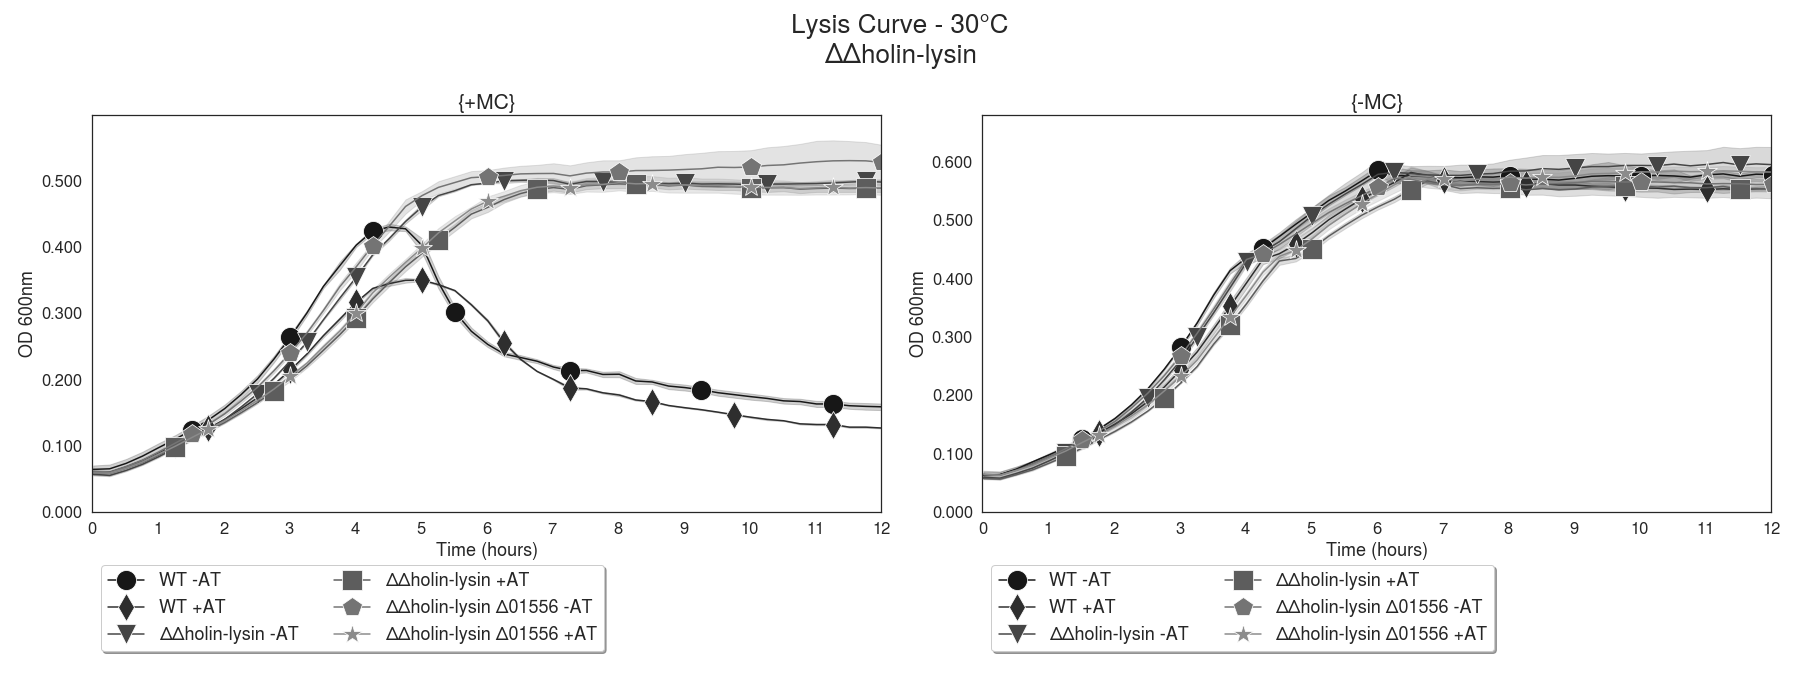 Lysis Curve - 30°C
ΔΔholin-lysin
{+MC}
OD 600nm
0.500
0.400
0.300
0.200
0.100
0.000
0 1 2 3 4 5 6 7 8 9 10 11 12
Time (hours)
WT -AT
WT +AT
ΔΔholin-lysin -AT
ΔΔholin-lysin +AT
ΔΔholin-lysin Δ01556 -AT
ΔΔholin-lysin Δ01556 +AT
{-MC}
OD 600nm
0.600
0.500
0.400
0.300
0.200
0.100
0.000
0 1 2 3 4 5 6 7 8 9 10 11 12
Time (hours)
WT -AT
WT +AT
ΔΔholin-lysin -AT
ΔΔholin-lysin +AT
ΔΔholin-lysin Δ01556 -AT
ΔΔholin-lysin Δ01556 +AT